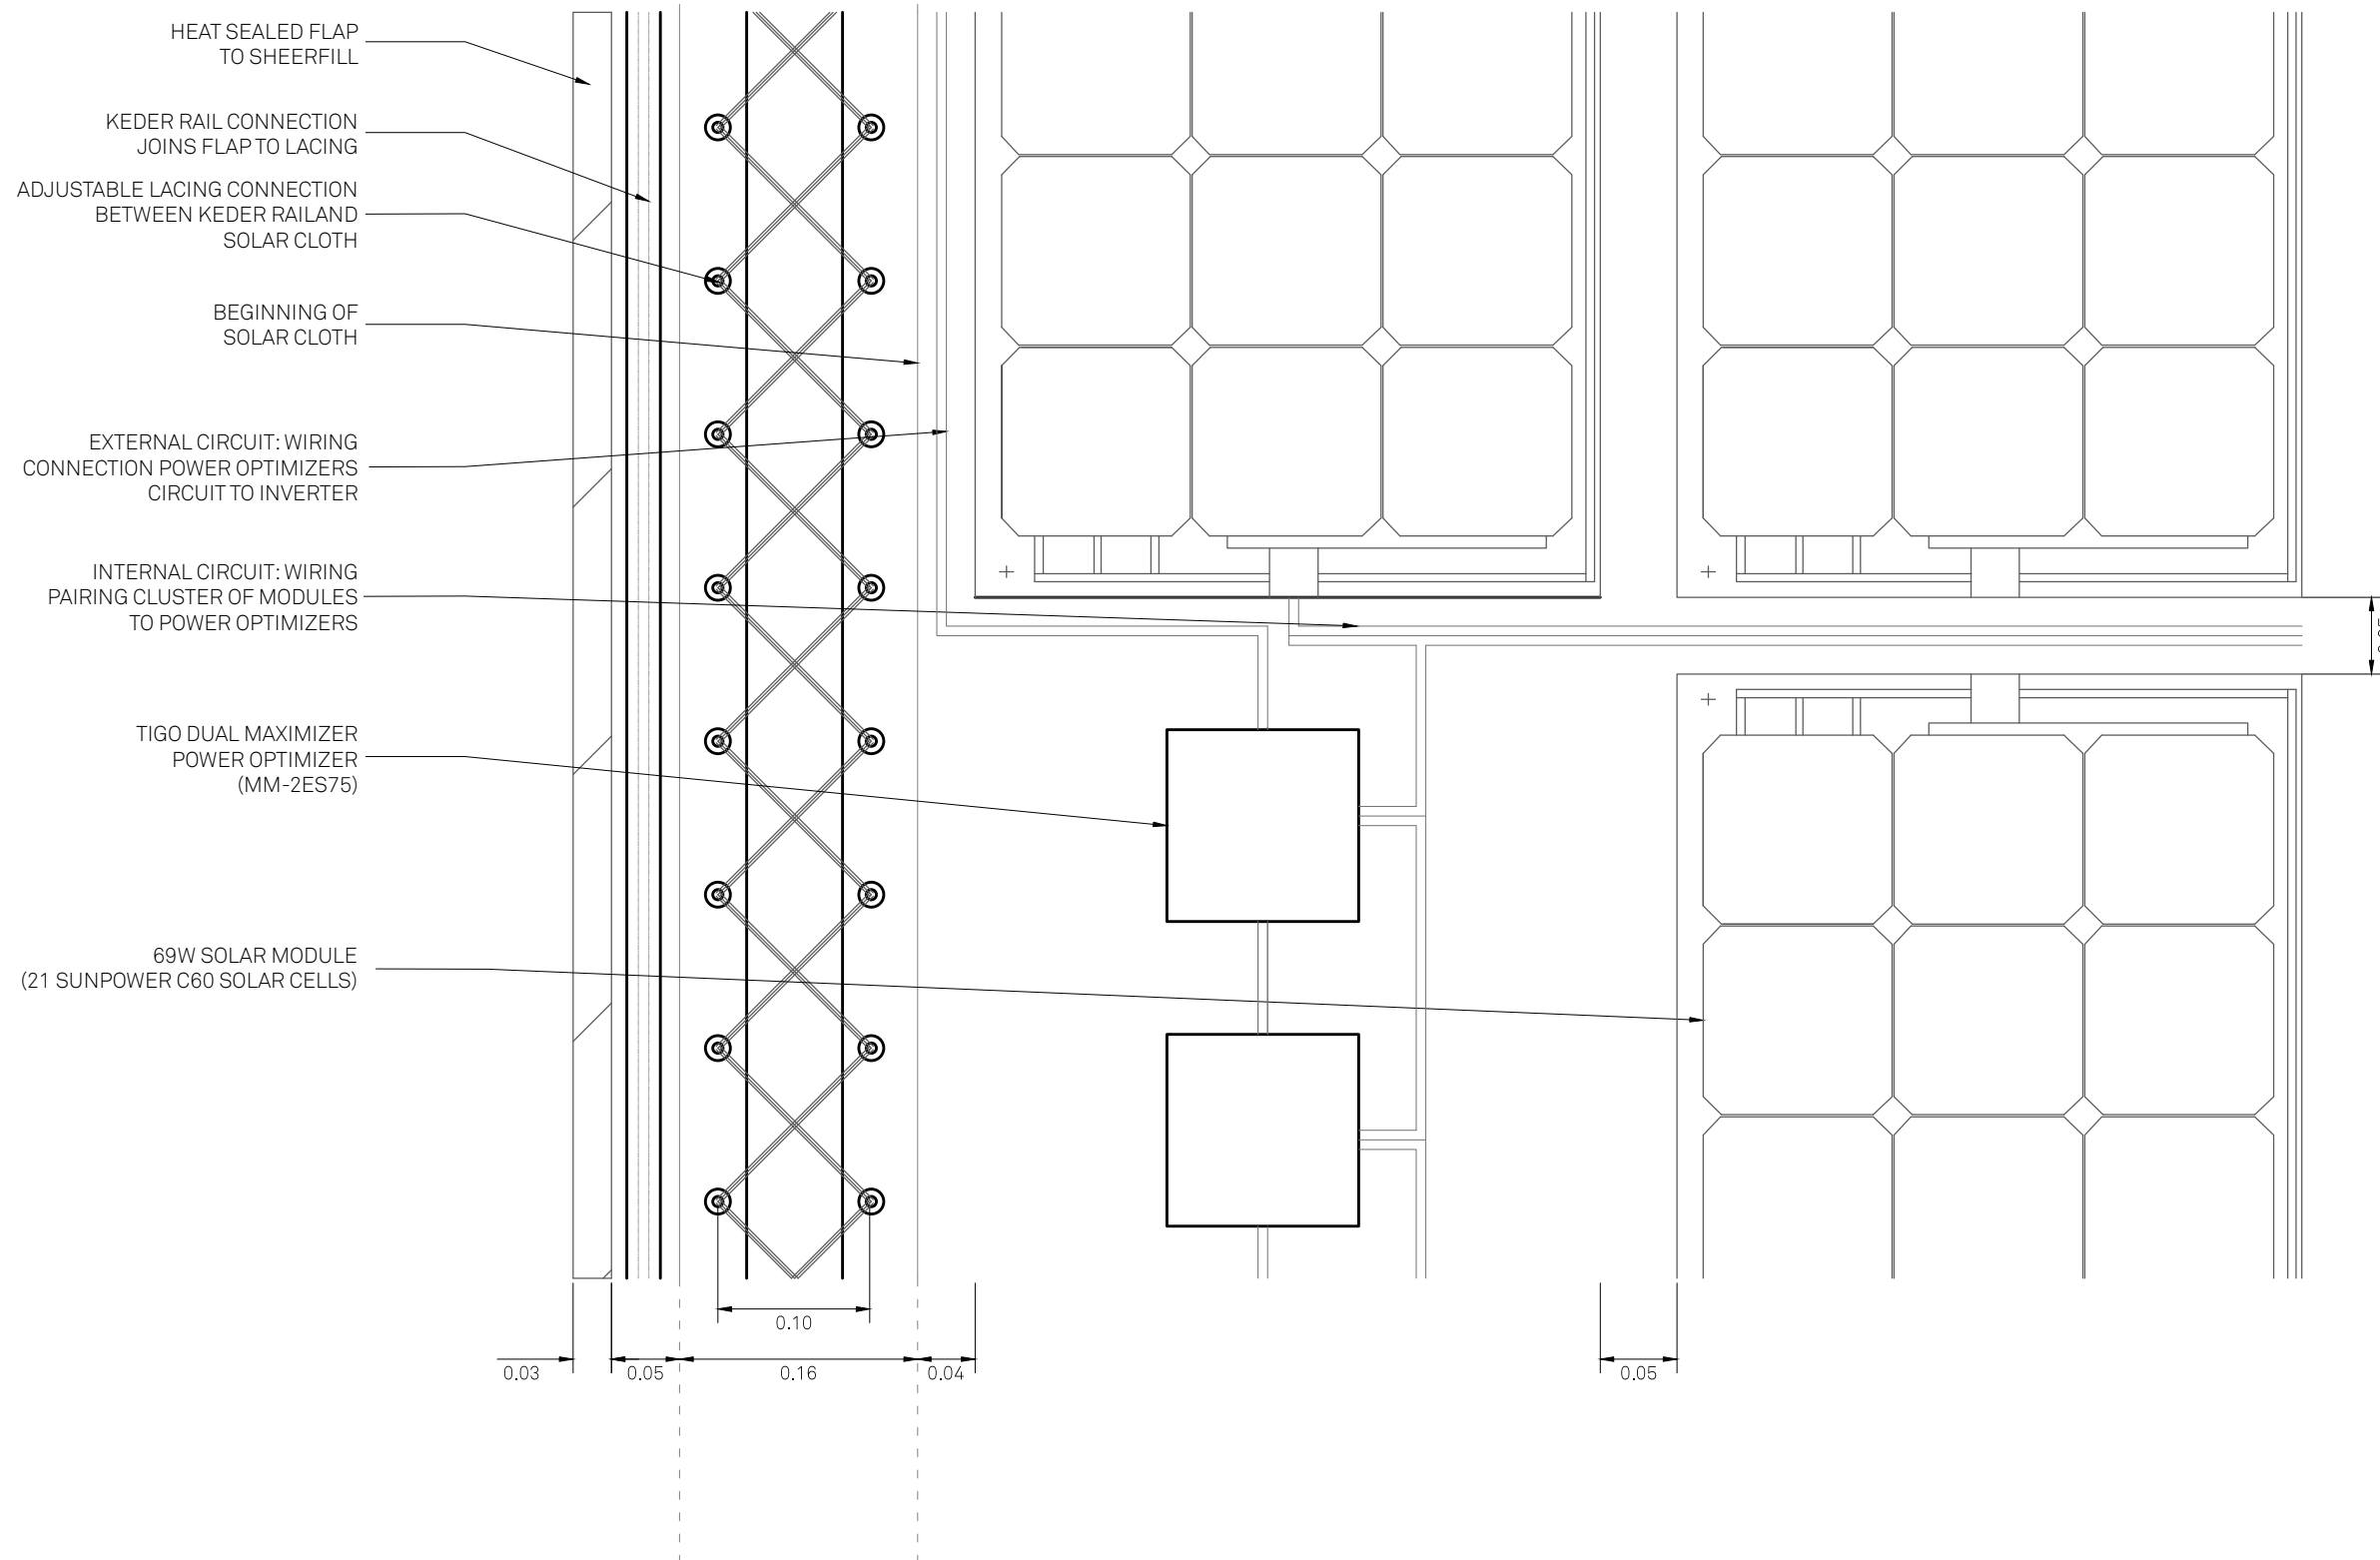 HEAT SEALED FLAP
TO SHEERFILL
KEDER RAIL CONNECTION
JOINS FLAP TO LACING
ADJUSTABLE LACING CONNECTION
BETWEEN KEDER RAILAND
SOLAR CLOTH
BEGINNING OF
SOLAR CLOTH
EXTERNAL CIRCUIT: WIRING
CONNECTION POWER OPTIMIZERS
CIRCUIT TO INVERTER
INTERNAL CIRCUIT: WIRING
PAIRING CLUSTER OF MODULES
TO POWER OPTIMIZERS
TIGO DUAL MAXIMIZER
POWER OPTIMIZER
(MM-2ES75)
69W SOLAR MODULE
(21 SUNPOWER C60 SOLAR CELLS)
0.10
0.03
0.05
0.16
0.04
0.05